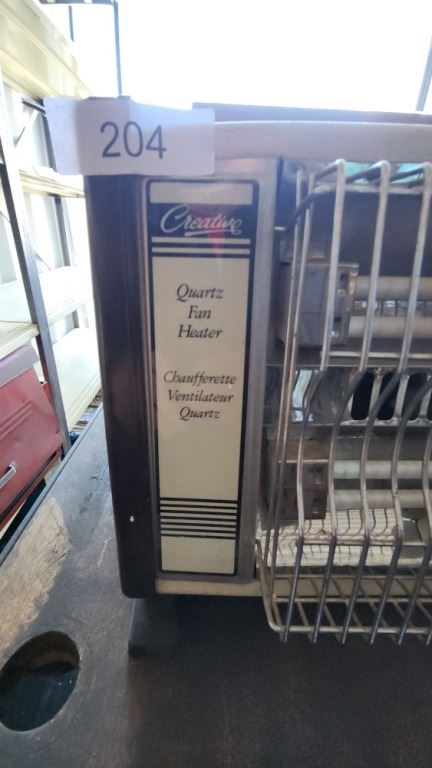 204
Creative
Quartz
Fan
Heater
Chaufferette
Ventilateur
Quartz